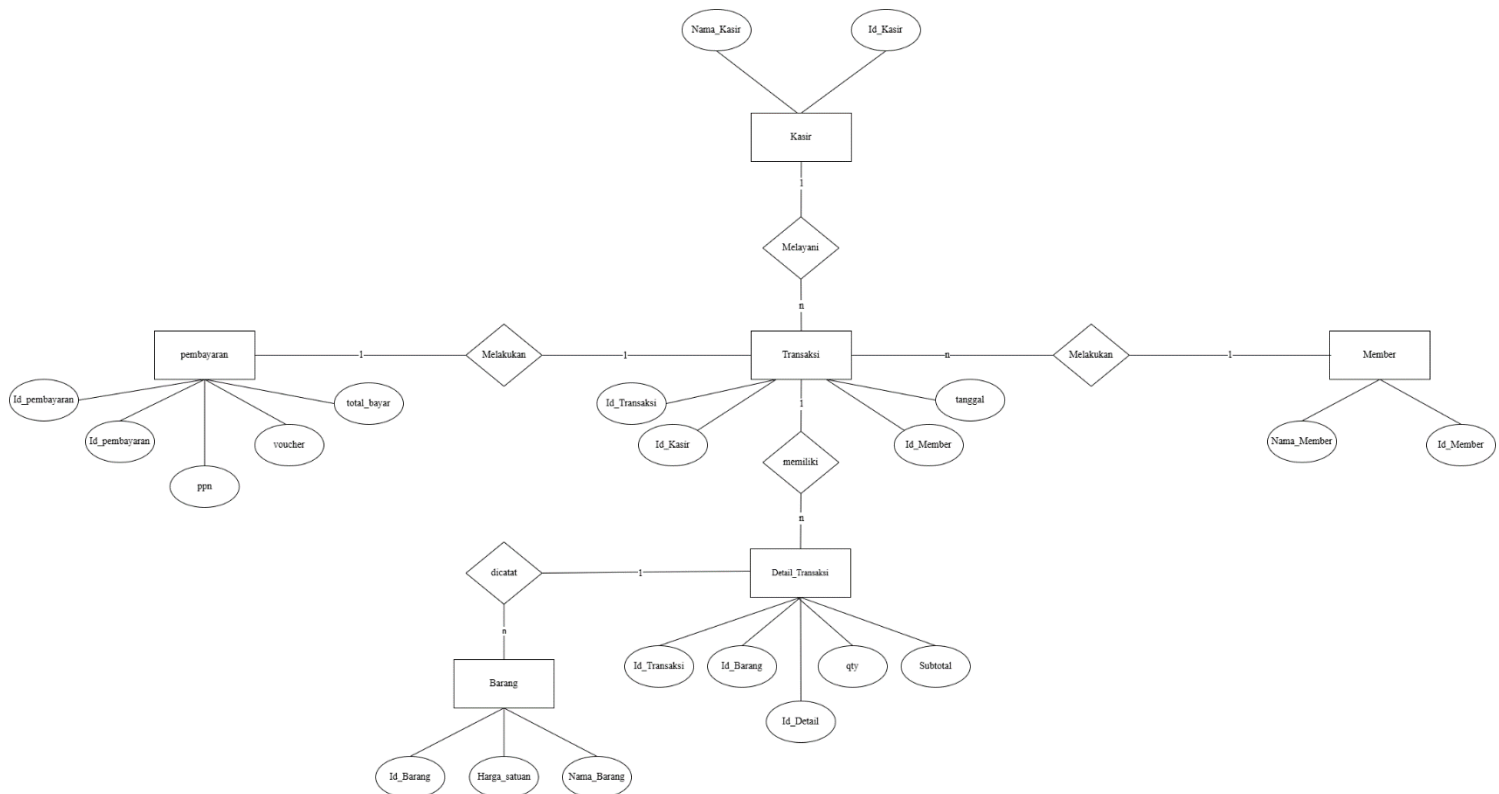 Nama_Kasir
Id_Kasir
Kasir
1
Melayani
n
pembayaran
1
Melakukan
1
Transaksi
n
Melakukan
1
Member
Id_pembayaran
Id_pembayaran
ppn
voucher
total_bayar
Id_Transaksi
Id_Kasir
1
Id_Member
tanggal
Nama_Member
Id_Member
memiliki
n
dicatat
1
Detail_Transaksi
n
Id_Transaksi
Id_Barang
Id_Detail
qty
Subtotal
Barang
Id_Barang
Harga_satuan
Nama_Barang